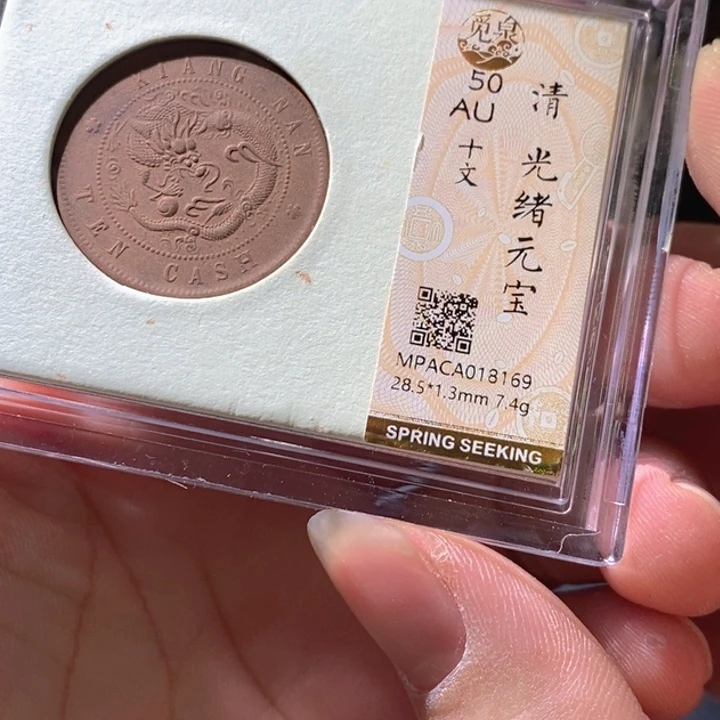 KIANG
AN
TEN CASH
觅泉
50
AU
清
光绪元宝
十文
MPACA018169
28.5*1.3mm 7.4g
SPRING SEEKING